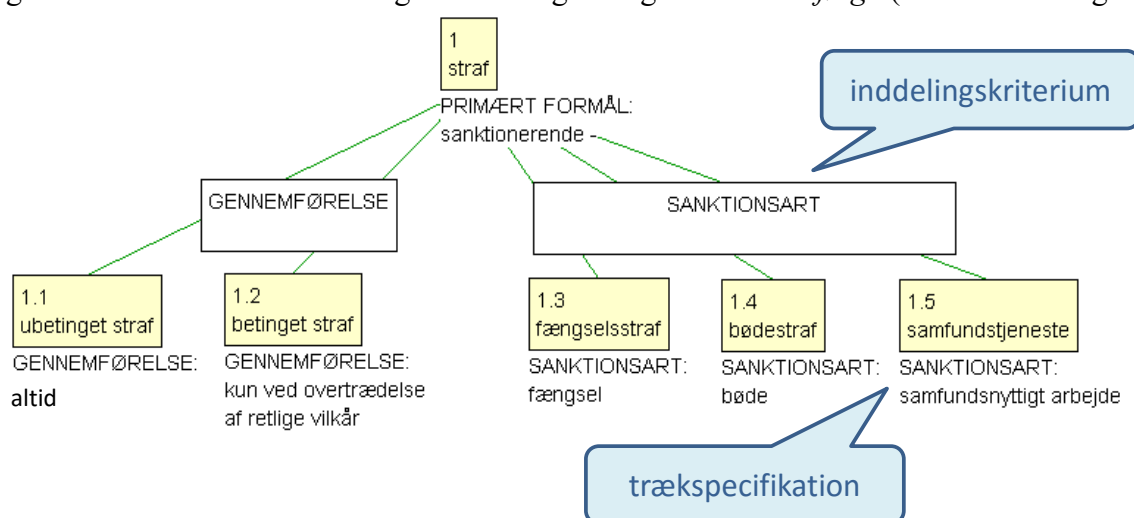 1
straf
inddelingskriterium
PRIMÆRT FORMÅL:
sanktionerende -
GENNEMFØRELSE
SANKTIONSART
1.1
ubetinget straf
GENNEMFØRELSE:
altid
1.2
betinget straf
GENNEMFØRELSE:
kun ved overtrædelse
af retlige vilkår
1.3
fængselsstraf
SANKTIONSART:
fængsel
1.4
bødestraf
SANKTIONSART:
bøde
1.5
samfundstjeneste
SANKTIONSART:
samfundsnyttigt arbejde
trækspecifikation